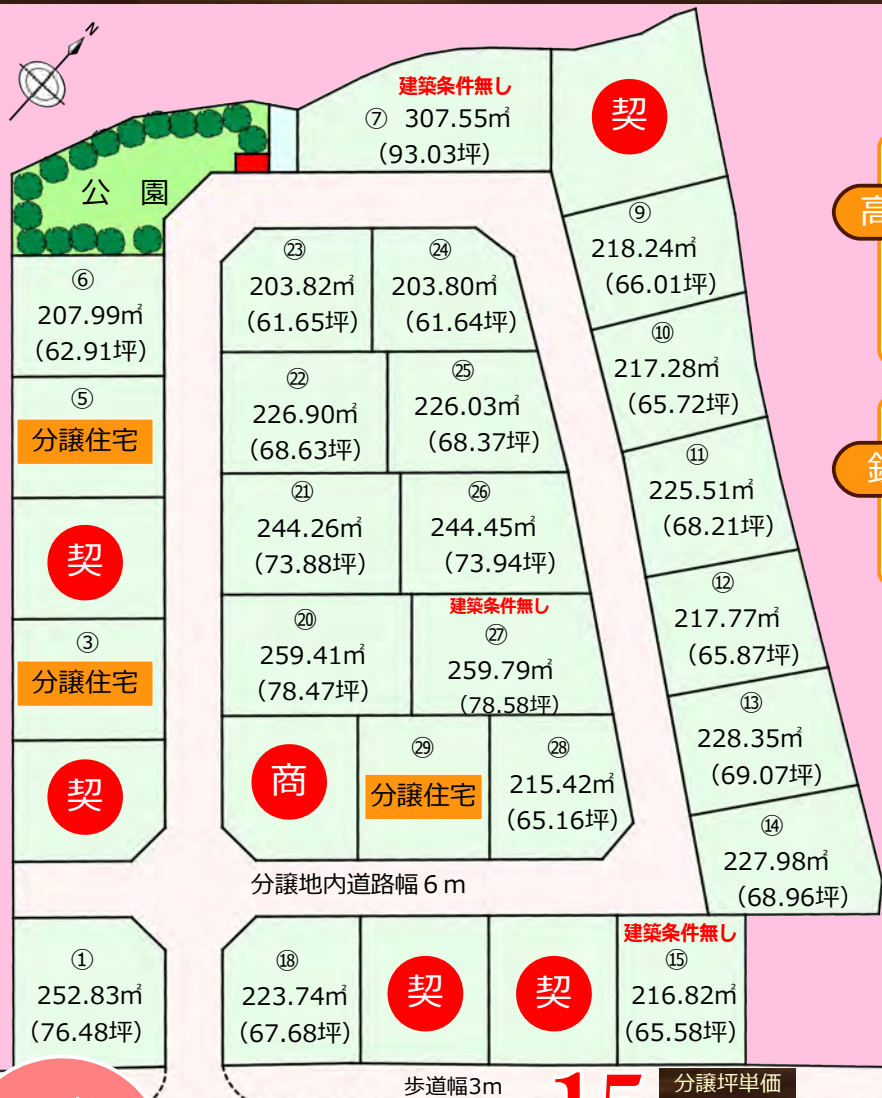 N
建築条件無し
⑦ 307.55㎡
(93.03坪)
契
公 園
⑨
218.24㎡
(66.01坪)
高
⑥
207.99㎡
(62.91坪)
㉓
203.82㎡
(61.65坪)
㉔
203.80㎡
(61.64坪)
⑩
217.28㎡
(65.72坪)
⑤
分譲住宅
㉒
226.90㎡
(68.63坪)
㉕
226.03㎡
(68.37坪)
⑪
225.51㎡
(68.21坪)
契
㉑
244.26㎡
(73.88坪)
㉖
244.45㎡
(73.94坪)
⑫
217.77㎡
(65.87坪)
③
分譲住宅
⑳
259.41㎡
(78.47坪)
建築条件無し
㉗
259.79㎡
(78.58坪)
⑬
228.35㎡
(69.07坪)
契
商
㉙
分譲住宅
㉘
215.42㎡
(65.16坪)
⑭
227.98㎡
(68.96坪)
分譲地内道路幅6m
①
252.83㎡
(76.48坪)
⑱
223.74㎡
(67.68坪)
契
契
建築条件無し
⑮
216.82㎡
(65.58坪)
歩道幅3m
15
分譲坪単価